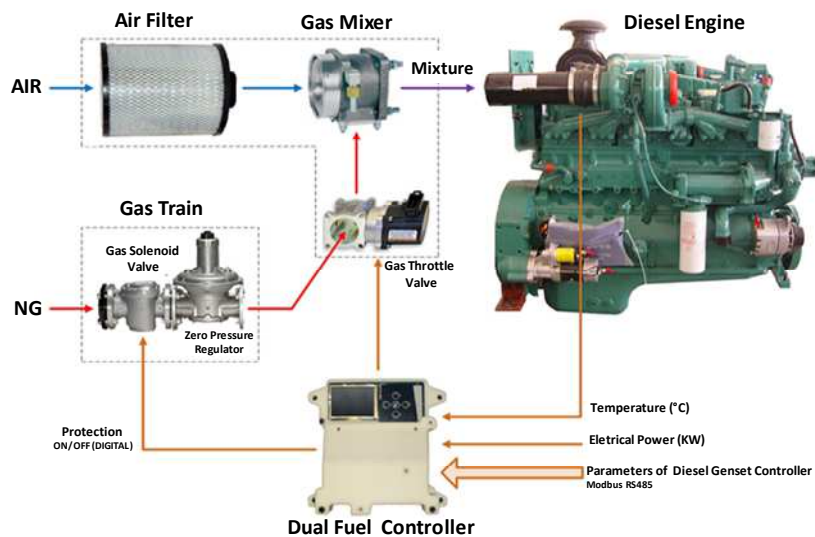 Air Filter
Gas Mixer
Diesel Engine
AIR
Mixture
Gas Train
Gas Solenoid
Valve
Gas Throttle
Valve
NG
Zero Pressure
Regulator
Temperature (°C)
Protection
ON/OFF (DIGITAL)
Eletrical Power (KW)
Parameters of Diesel Genset Controller
Modbus RS485
Dual Fuel Controller